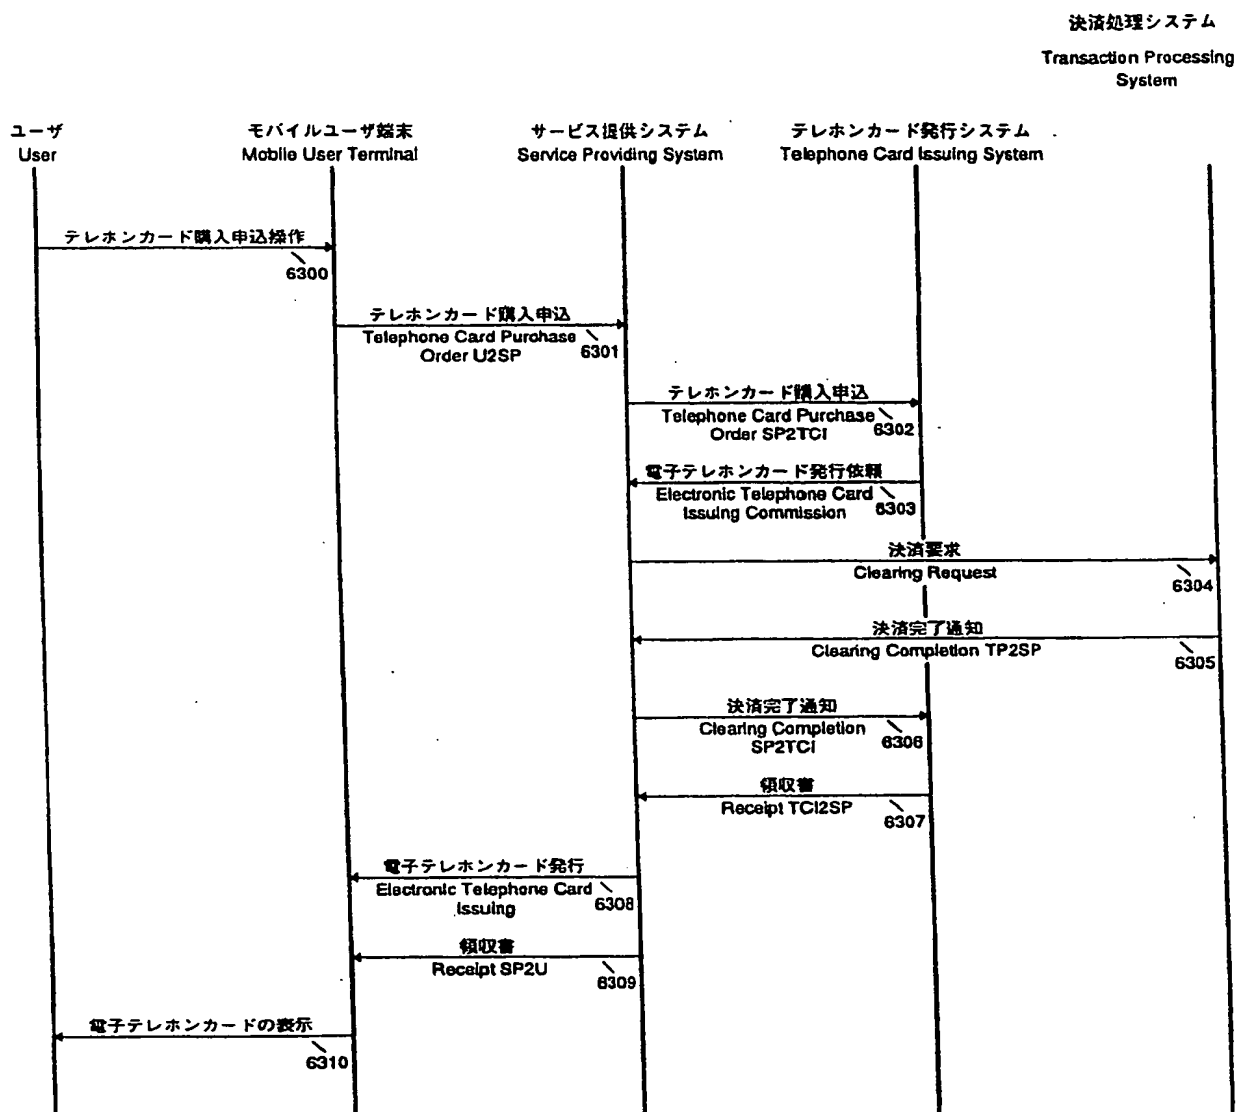 決済処理システム
Transaction Processing
System
ユーザ
User
モバイルユーザ端末
Mobile User Terminal
サービス提供システム
Service Providing System
テレホンカード発行システム
Telephone Card Issuing System
テレホンカード購入申込操作
6300
テレホンカード購入申込
Telephone Card Purchase
Order U2SP
6301
テレホンカード購入申込
Telephone Card Purchase
Order SP2TCI
6302
電子テレホンカード発行依頼
Electronic Telephone Card
Issuing Commission
6303
決済要求
Clearing Request
6304
決済完了通知
Clearing Completion TP2SP
6305
決済完了通知
Clearing Completion
SP2TCI
6306
領収書
Receipt TCI2SP
6307
電子テレホンカード発行
Electronic Telephone Card
Issuing
6308
領収書
Receipt SP2U
6309
電子テレホンカードの表示
6310